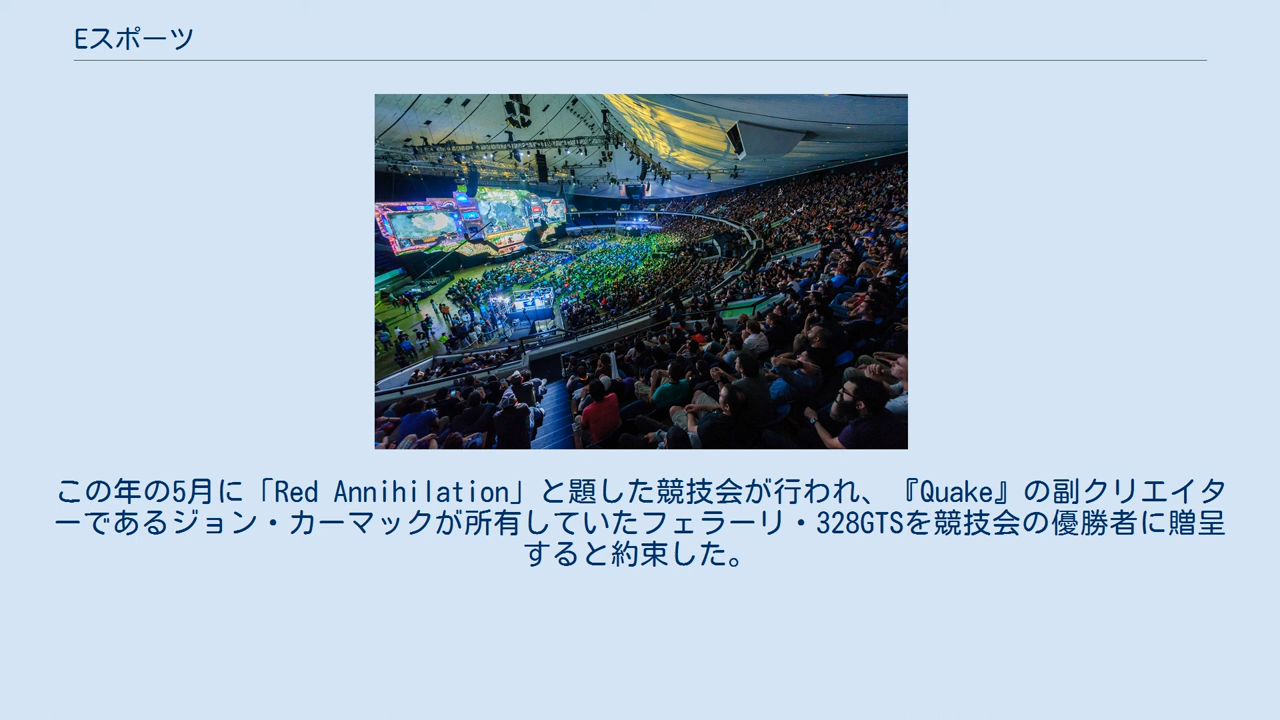 Eスポーツ
この年の5月に「Red Annihilation」と題した競技会が行われ、『Quake』の副クリエイタ
ーであるジョン・カーマックが所有していたフェラーリ・328GTSを競技会の優勝者に贈呈
すると約束した。